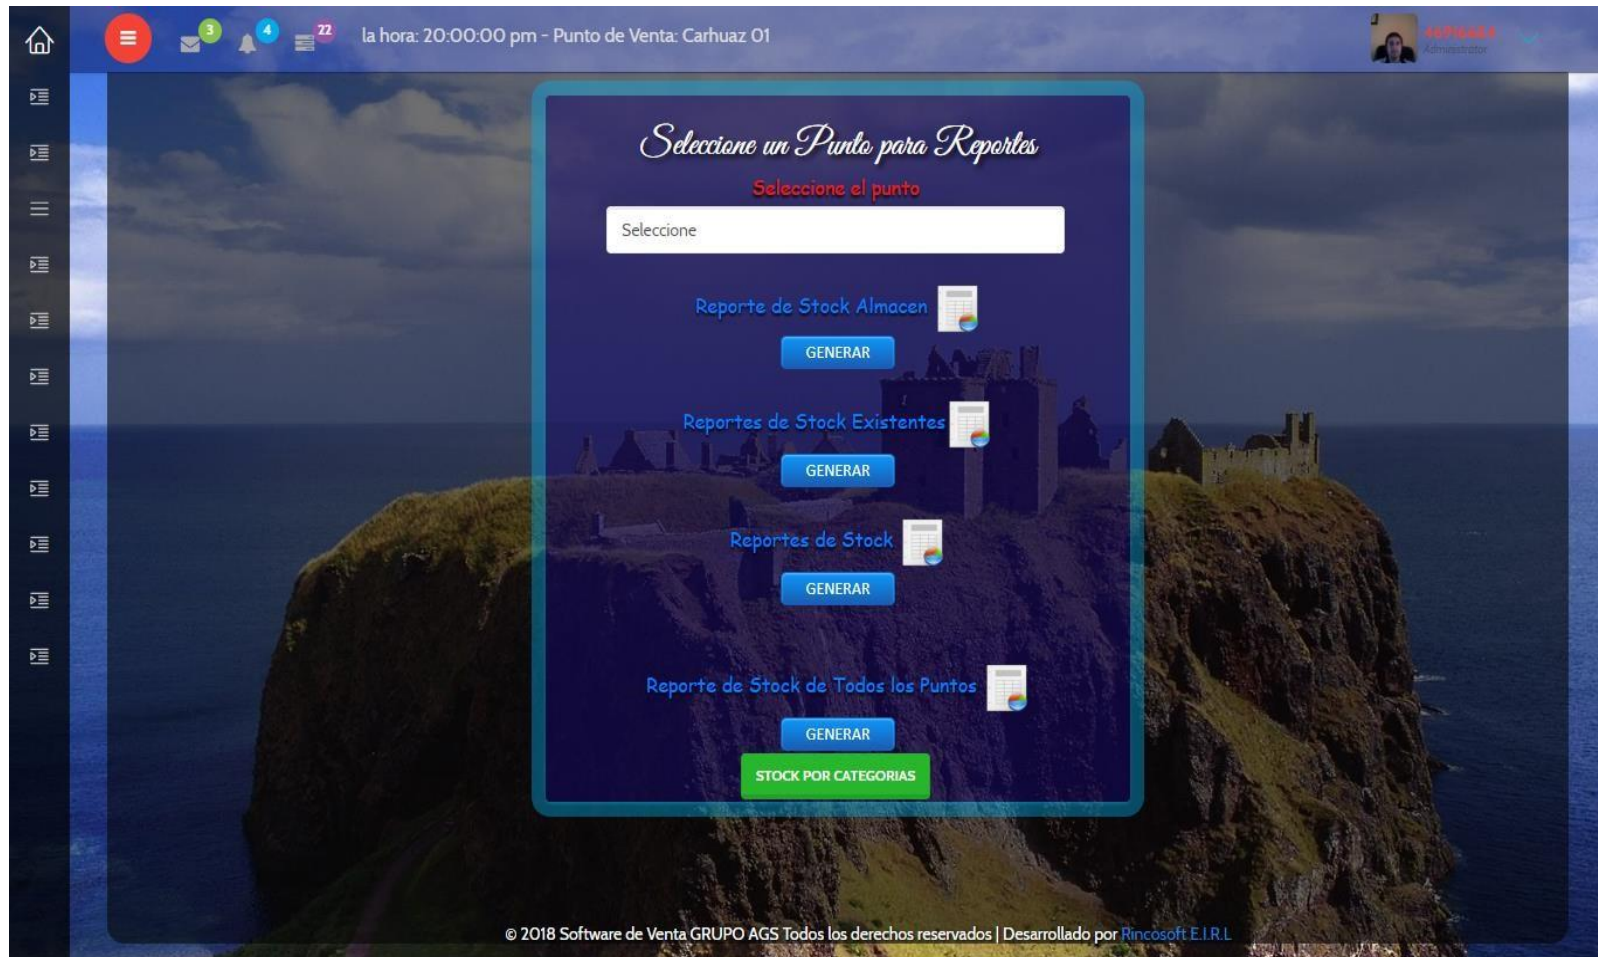 3
4
22
la hora: 20:00:00 pm - Punto de Venta: Carhuaz 01
Administrator
Seleccione un Punto para Reportes
Seleccione el punto
Seleccione
Reporte de Stock Almacen
GENERAR
Reportes de Stock Existentes
GENERAR
Reportes de Stock
GENERAR
Reporte de Stock de Todos los Puntos
GENERAR
STOCK POR CATEGORIAS
© 2018 Software de Venta GRUPO AGS Todos los derechos reservados | Desarrollado por Rincosoft E.I.R.L